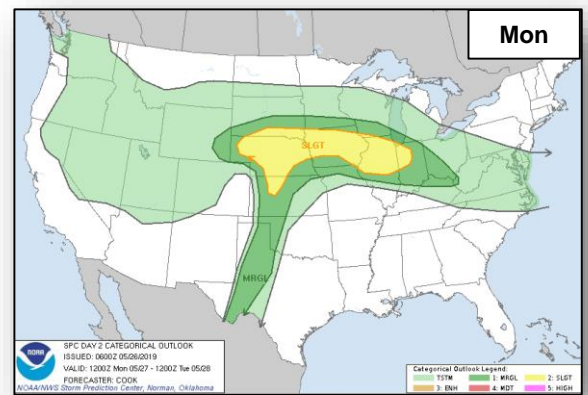 Mon
SLGT
MRGL
NOAA
SPC DAY 2 CATEGORICAL OUTLOOK
ISSUED: 0600Z 05/26/2019
VALID: 1200Z Mon 05/27 - 1200Z Tue 05/28
FORECASTER: COOK
NOAA/NWS Storm Prediction Center, Norman, Oklahoma
Categorical Outlook Legend:
TSTM 1: MRGL 2: SLGT
3: ENH 4: MDT 5: HIGH